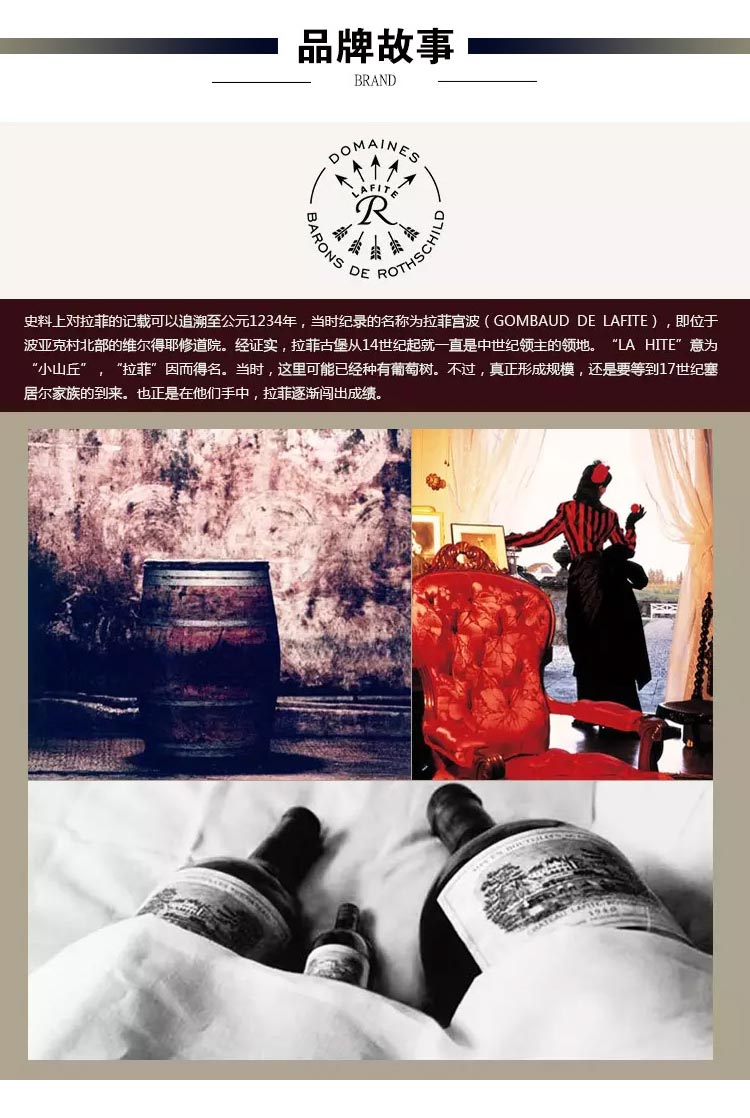 品牌故事
BRAND
DOMAINES
LAFITE
R
BARONS DE ROTHSCHILD
史料上对拉菲的记载可以追溯至公元1234年，当时纪录的名称为拉菲宫波（GOMBAUD DE LAFITE），即位于
波亚克村北部的维尔得耶修道院。经证实，拉菲古堡从14世纪起就一直是中世纪领主的领地。“LA HITE”意为
“小山丘”，“拉菲”因而得名。当时，这里可能已经种有葡萄树。不过，真正形成规模，还是要等到17世纪塞
居尔家族的到来。也正是在他们手中，拉菲逐渐闯出成绩。